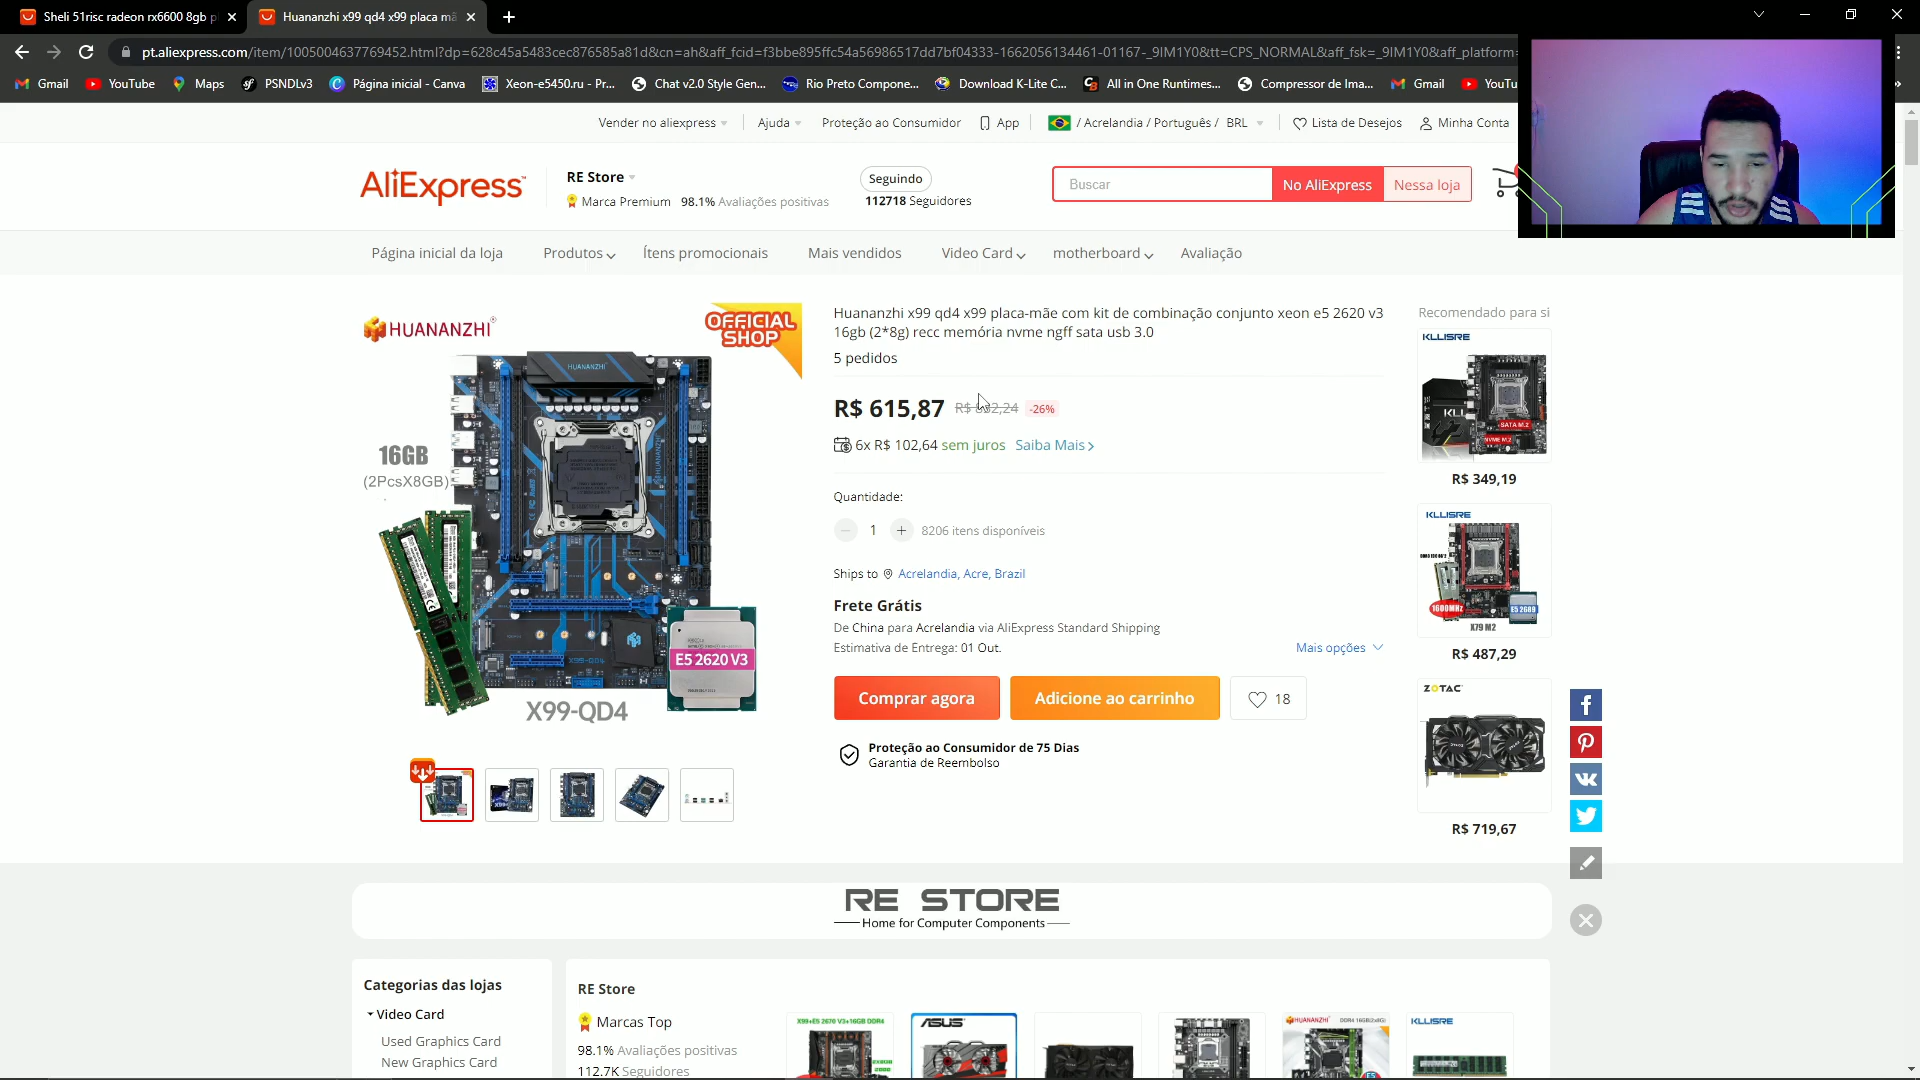 Sheli 51risc radeon rx6600 8gb p
Huananzhi x99 qd4 x99 placa mã
pt.aliexpress.com/item/1005004637769452.html?dp=628c45a5483cec876585a81d&cn=ah&aff_fcid=f3bbe895ffc54a56986517dd7bf04333-1662056134461-01167-_9IM1Y0&tt=CPS_NORMAL&aff_fsk=_9IM1Y0&aff_platform=
Gmail YouTube Maps PSNDLv3 Página inicial - Canva Xeon-e5450.ru - Pr... Chat v2.0 Style Gen... Rio Preto Compone... Download K-Lite C... All in One Runtimes... Compressor de Ima... Gmail YouTu
Vender no aliexpress Ajuda Proteção ao Consumidor App / Acrelandia / Português / BRL Lista de Desejos Minha Conta
AliExpress
RE Store
Marca Premium 98.1% Avaliações positivas
Seguindo
112718 Seguidores
Buscar No AliExpress Nessa loja
Página inicial da loja Produtos Ítens promocionais Mais vendidos Video Card motherboard Avaliação
HUANANZHI
OFFICIAL
SHOP
HUANANZHI
16GB
(2PcsX8GB)
E5 2620 V3
X99-QD4
X99-QD4
Huananzhi x99 qd4 x99 placa-mãe com kit de combinação conjunto xeon e5 2620 v3
16gb (2*8g) recc memória nvme ngff sata usb 3.0
5 pedidos
R$ 615,87 -26%
6x R$ 102,64 sem juros Saiba Mais
Quantidade:
− 1 + 8206 itens disponíveis
Ships to Acrelandia, Acre, Brazil
Frete Grátis
De China para Acrelandia via AliExpress Standard Shipping
Estimativa de Entrega: 01 Out.
Mais opções
Comprar agora Adicione ao carrinho 18
Proteção ao Consumidor de 75 Dias
Garantia de Reembolso
Recomendado para si
KLLISRE
SATA M.2
NVME M.2
R$ 349,19
KLLISRE
1600MHz
E5 2689
X79 M2
R$ 487,29
ZOTAC
R$ 719,67
RE STORE
Home for Computer Components
Categorias das lojas
Video Card
Used Graphics Card
New Graphics Card
RE Store
Marcas Top
98.1% Avaliações positivas
112.7K Seguidores
X99+E5 2670 V3+16GB DDR4
ASUS
HUANANZHI
DDR4 16GB(2x8G)
KLLISRE